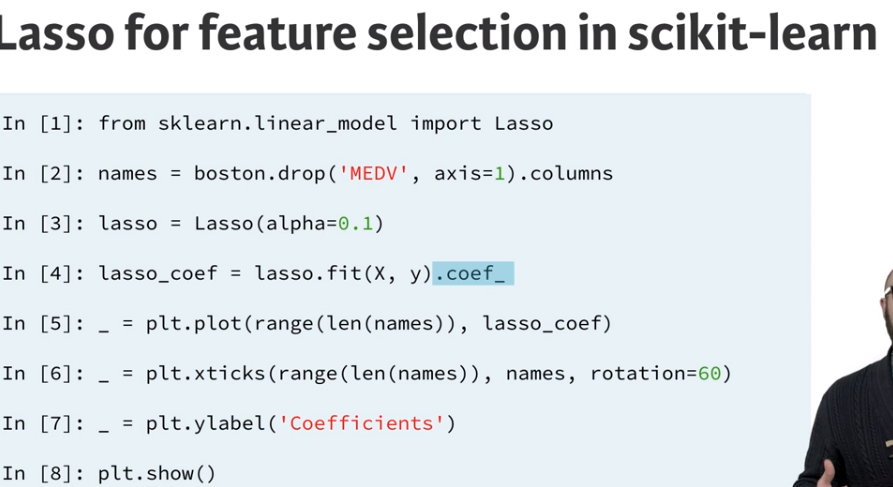 Lasso for feature selection in scikit-learn
In [1]: from sklearn.linear_model import Lasso
In [2]: names = boston.drop('MEDV', axis=1).columns
In [3]: lasso = Lasso(alpha=0.1)
In [4]: lasso_coef = lasso.fit(X, y).coef_
In [5]: _ = plt.plot(range(len(names)), lasso_coef)
In [6]: _ = plt.xticks(range(len(names)), names, rotation=60)
In [7]: _ = plt.ylabel('Coefficients')
In [8]: plt.show()